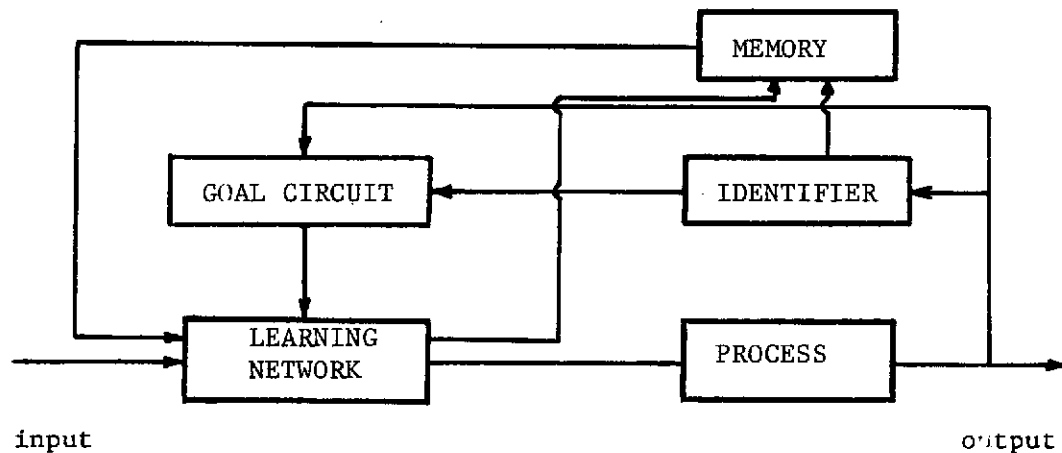 MEMORY
GOAL CIRCUIT
IDENTIFIER
LEARNING
NETWORK
PROCESS
input
output